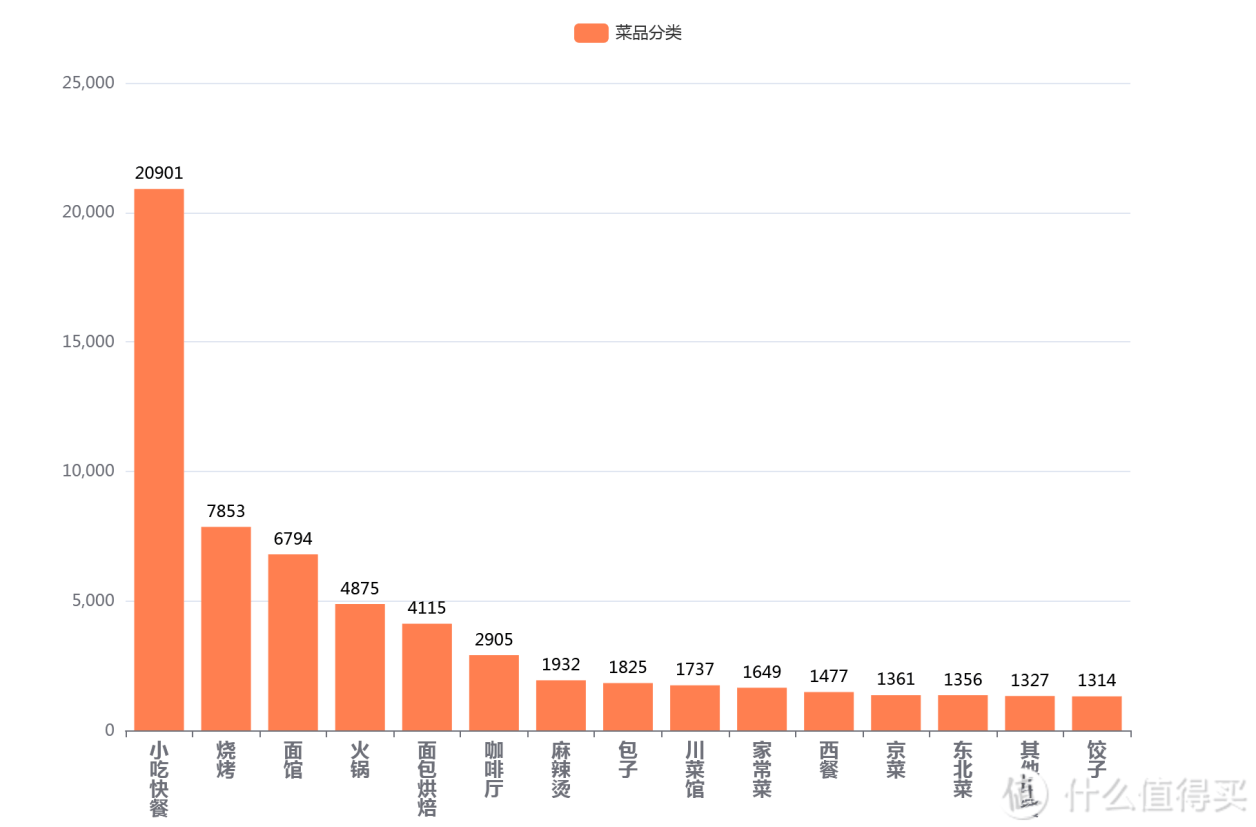 菜品分类
25,000
20,000
15,000
10,000
5,000
0
20901
7853
6794
4875
4115
2905
1932
1825
1737
1649
1477
1361
1356
1327
1314
小吃快餐
烧烤
面馆
火锅
面包烘焙
咖啡厅
麻辣烫
包子
川菜馆
家常菜
西餐
京菜
东北菜
其他
饺子
值 什么值得买